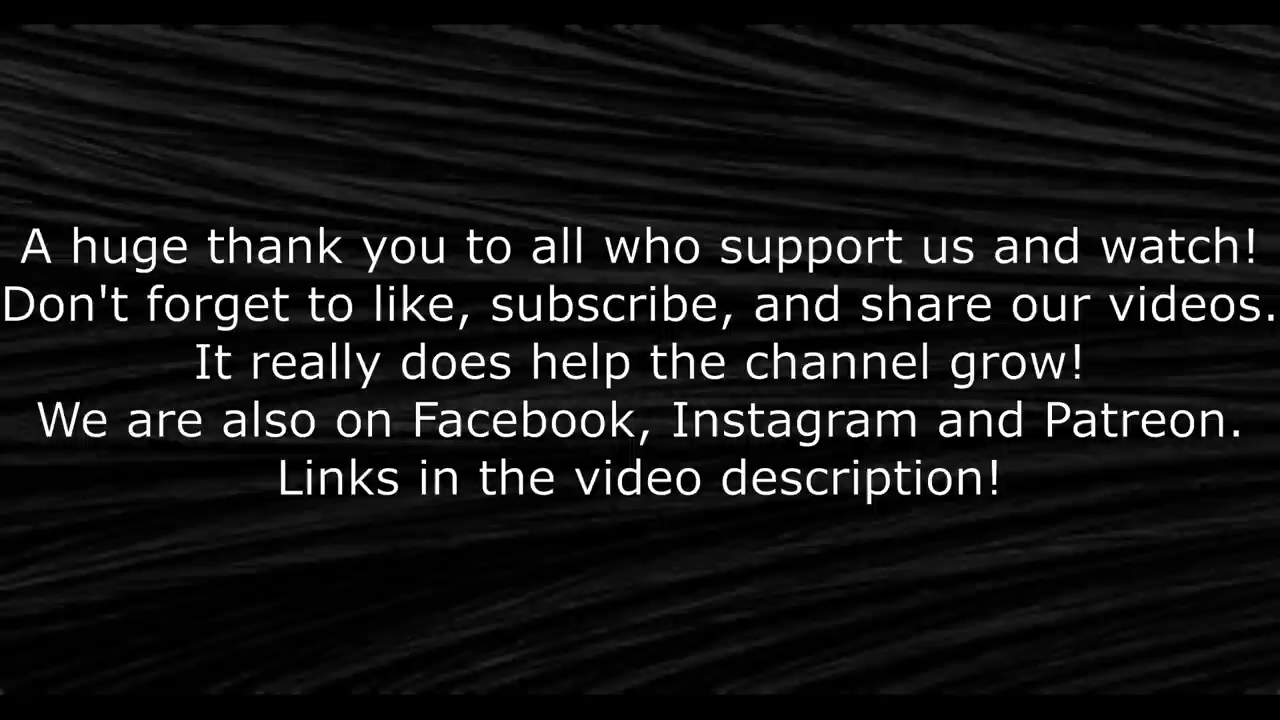 A huge thank you to all who support us and watch!
Don't forget to like, subscribe, and share our videos.
It really does help the channel grow!
We are also on Facebook, Instagram and Patreon.
Links in the video description!